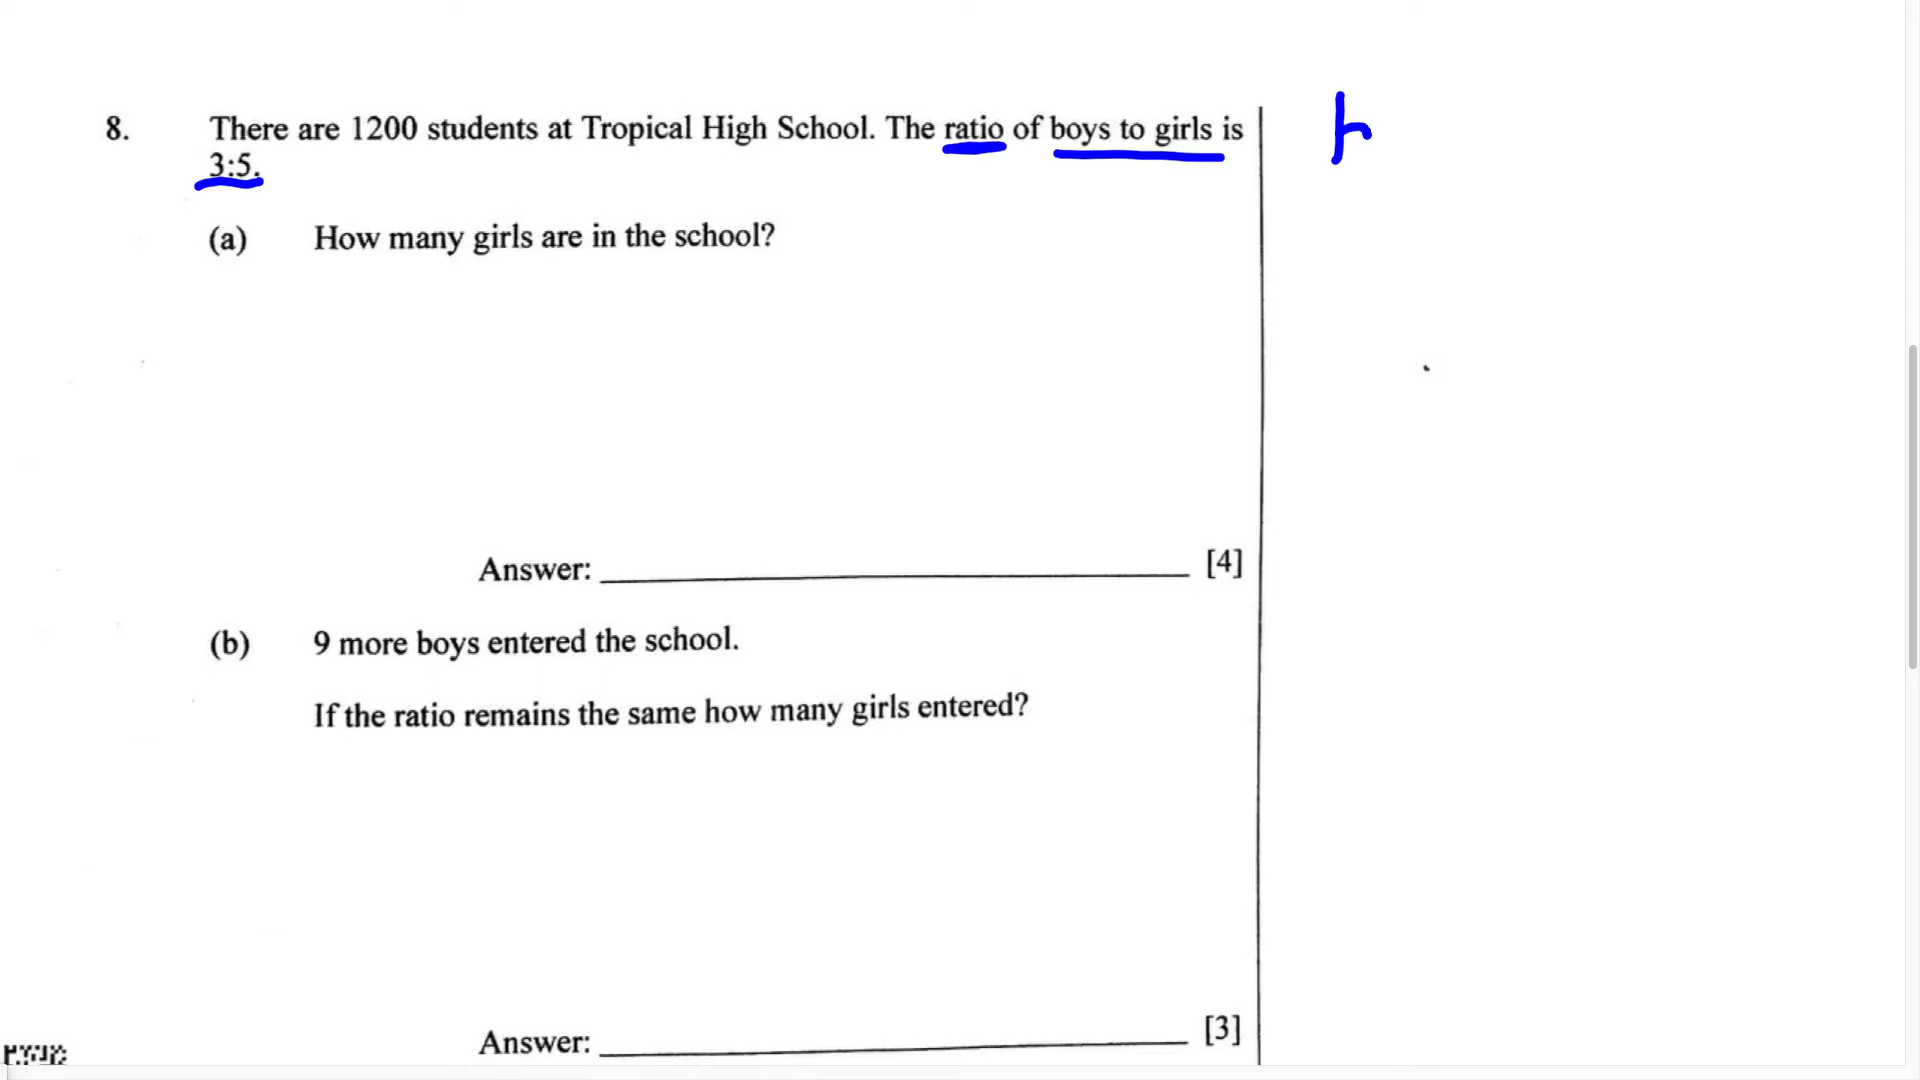 8. There are 1200 students at Tropical High School. The ratio of boys to girls is
3:5.
(a) How many girls are in the school?
Answer: [4]
(b) 9 more boys entered the school.
If the ratio remains the same how many girls entered?
Answer: [3]